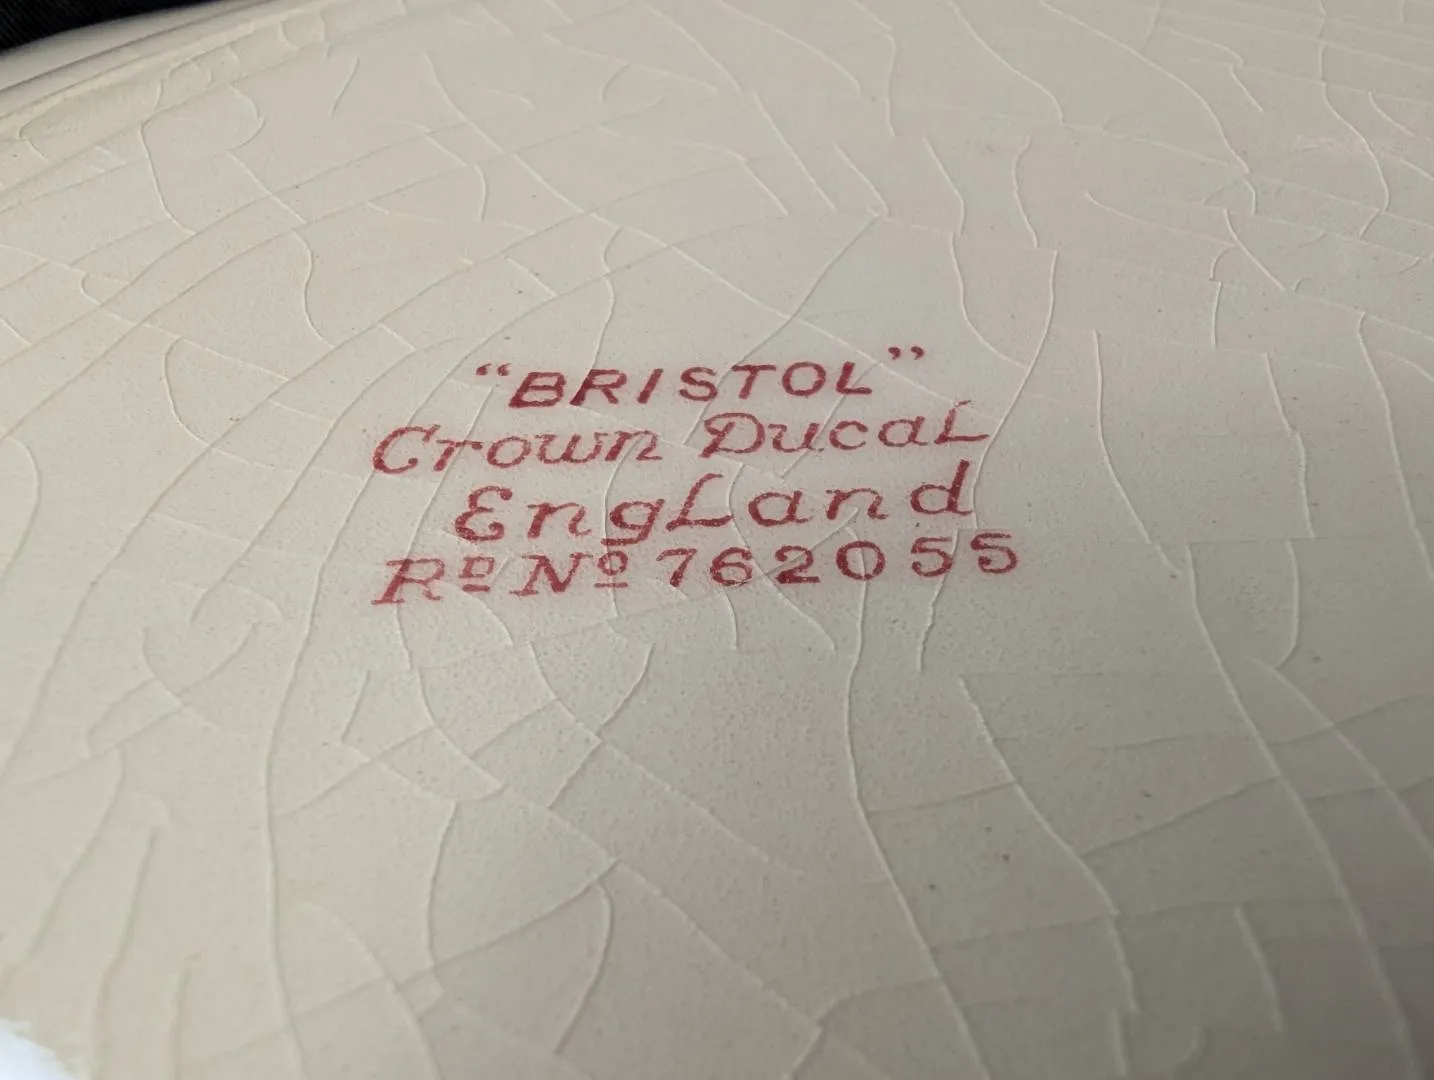 “BRISTOL”
Crown Ducal
England
Rᴰ Nº 762055